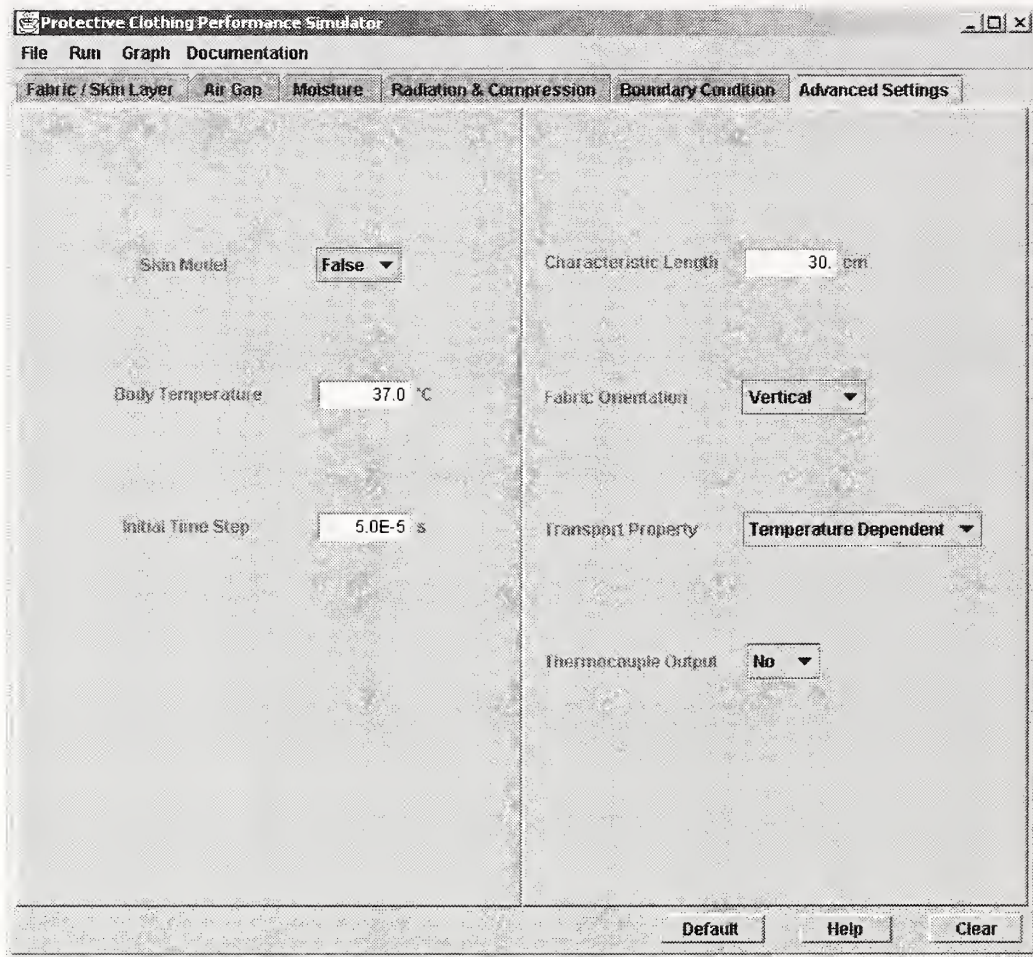 Protective Clothing Performance Simulator
File Run Graph Documentation
Fabric / Skin Layer Air Gap Moisture Radiation & Compression Boundary Condition Advanced Settings
Skin Model False
Characteristic Length 30. cm
Body Temperature 37.0 °C
Fabric Orientation Vertical
Initial Time Step 5.0E-5 s
Transport Property Temperature Dependent
Thermocouple Output No
Default Help Clear